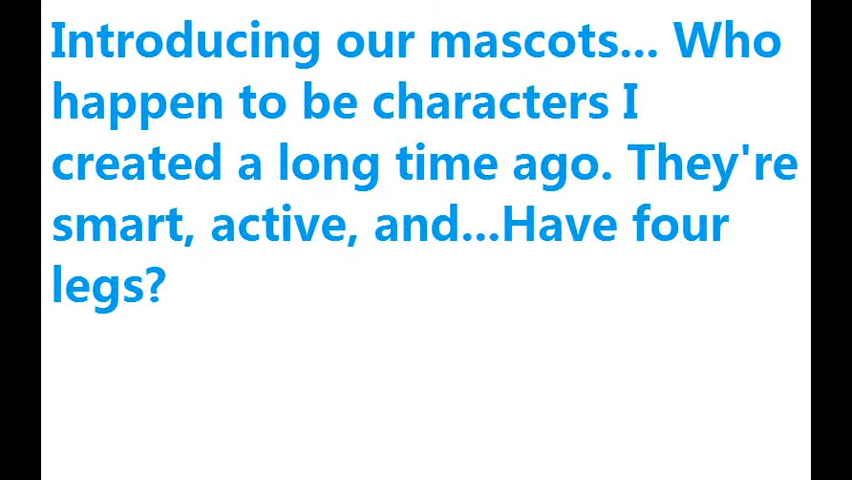 Introducing our mascots... Who
happen to be characters I
created a long time ago. They're
smart, active, and...Have four
legs?